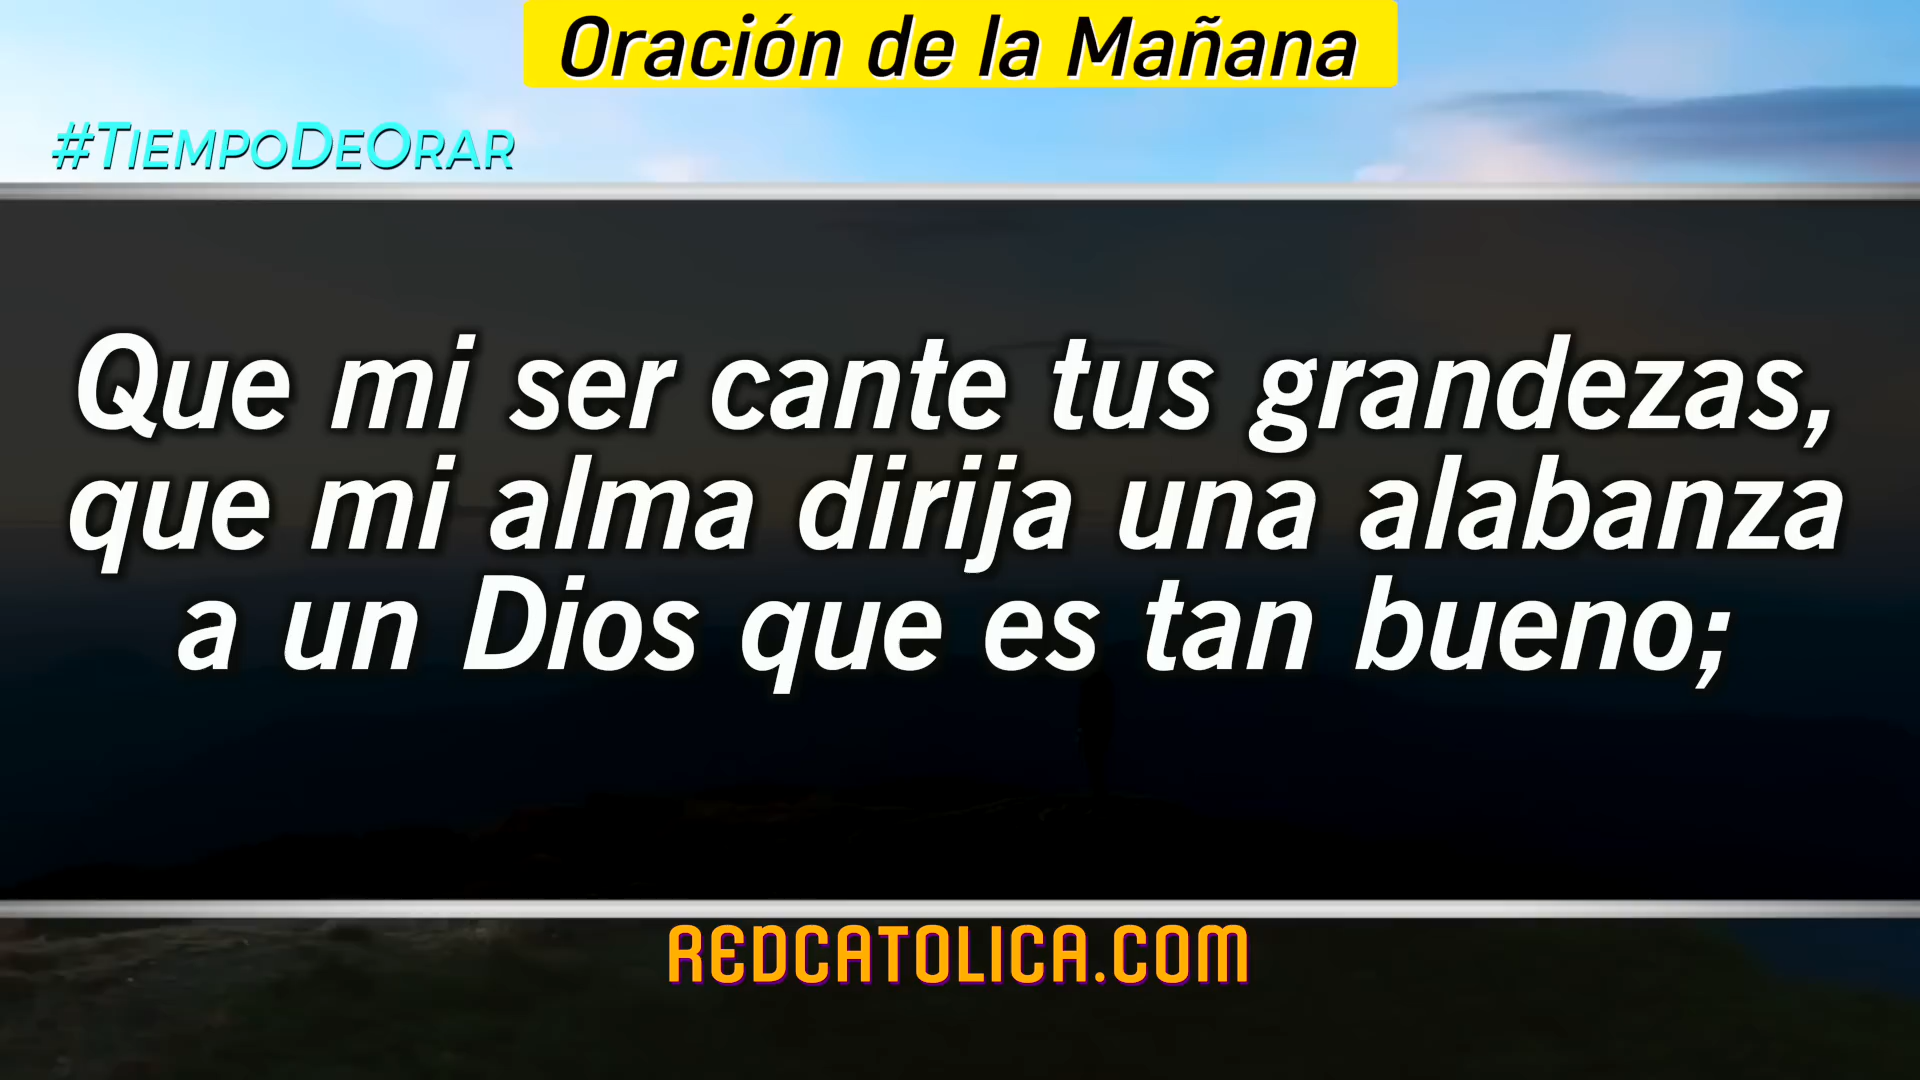 Oración de la Mañana
#TiempoDeOrar
Que mi ser cante tus grandezas,
que mi alma dirija una alabanza
a un Dios que es tan bueno;
REDCATOLICA.COM